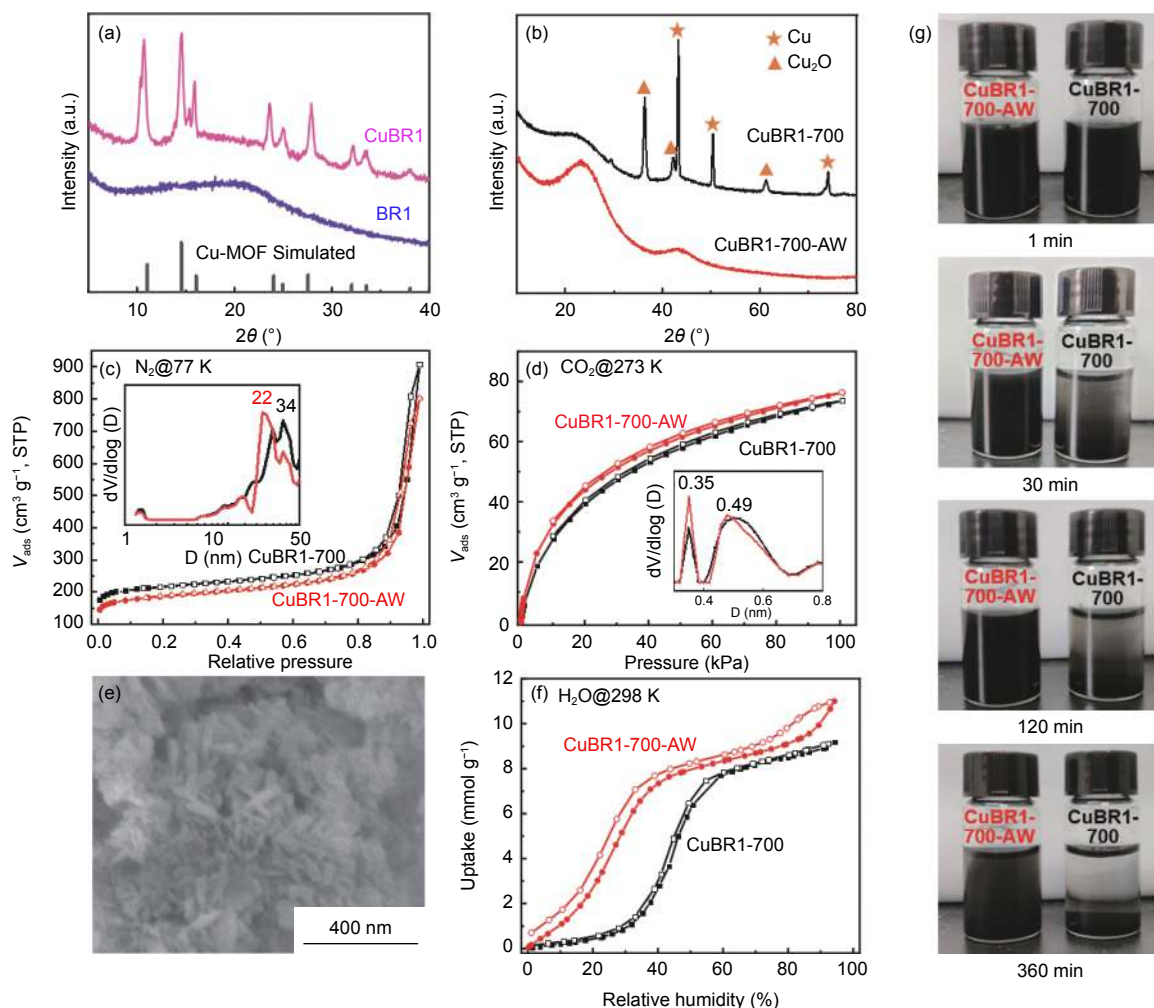 (a)
CuBR1
BR1
Cu-MOF Simulated
Intensity (a.u.)
10
20
30
40
2θ (°)
(b)
Cu
Cu₂O
CuBR1-700
CuBR1-700-AW
Intensity (a.u.)
20
40
60
80
2θ (°)
(c)
N₂@77 K
22
34
dV/dlog (D)
1
10
50
D (nm)
CuBR1-700
CuBR1-700-AW
V_ads (cm³ g⁻¹, STP)
900
800
700
600
500
400
300
200
100
0.0
0.2
0.4
0.6
0.8
1.0
Relative pressure
(d)
CO₂@273 K
CuBR1-700-AW
CuBR1-700
0.35
0.49
dV/dlog (D)
0.4
0.6
0.8
D (nm)
V_ads (cm³ g⁻¹, STP)
80
60
40
20
0
0
20
40
60
80
100
Pressure (kPa)
(e)
400 nm
(f)
H₂O@298 K
CuBR1-700-AW
CuBR1-700
Uptake (mmol g⁻¹)
12
10
8
6
4
2
0
0
20
40
60
80
100
Relative humidity (%)
(g)
CuBR1-
700-AW
CuBR1-
700
1 min
CuBR1-
700-AW
CuBR1-
700
30 min
CuBR1-
700-AW
CuBR1-
700
120 min
CuBR1-
700-AW
CuBR1-
700
360 min